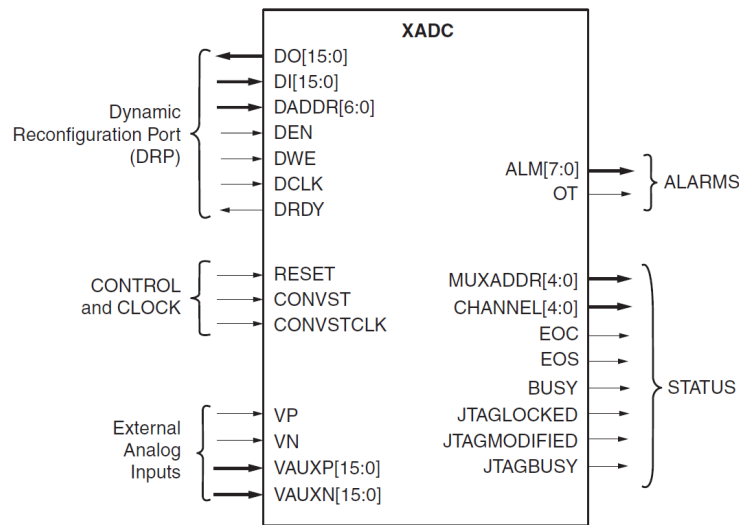 XADC
Dynamic
Reconfiguration Port
(DRP)
DO[15:0]
DI[15:0]
DADDR[6:0]
DEN
DWE
DCLK
DRDY
CONTROL
and CLOCK
RESET
CONVST
CONVSTCLK
External
Analog
Inputs
VP
VN
VAUXP[15:0]
VAUXN[15:0]
ALM[7:0]
OT
ALARMS
MUXADDR[4:0]
CHANNEL[4:0]
EOC
EOS
BUSY
JTAGLOCKED
JTAGMODIFIED
JTAGBUSY
STATUS